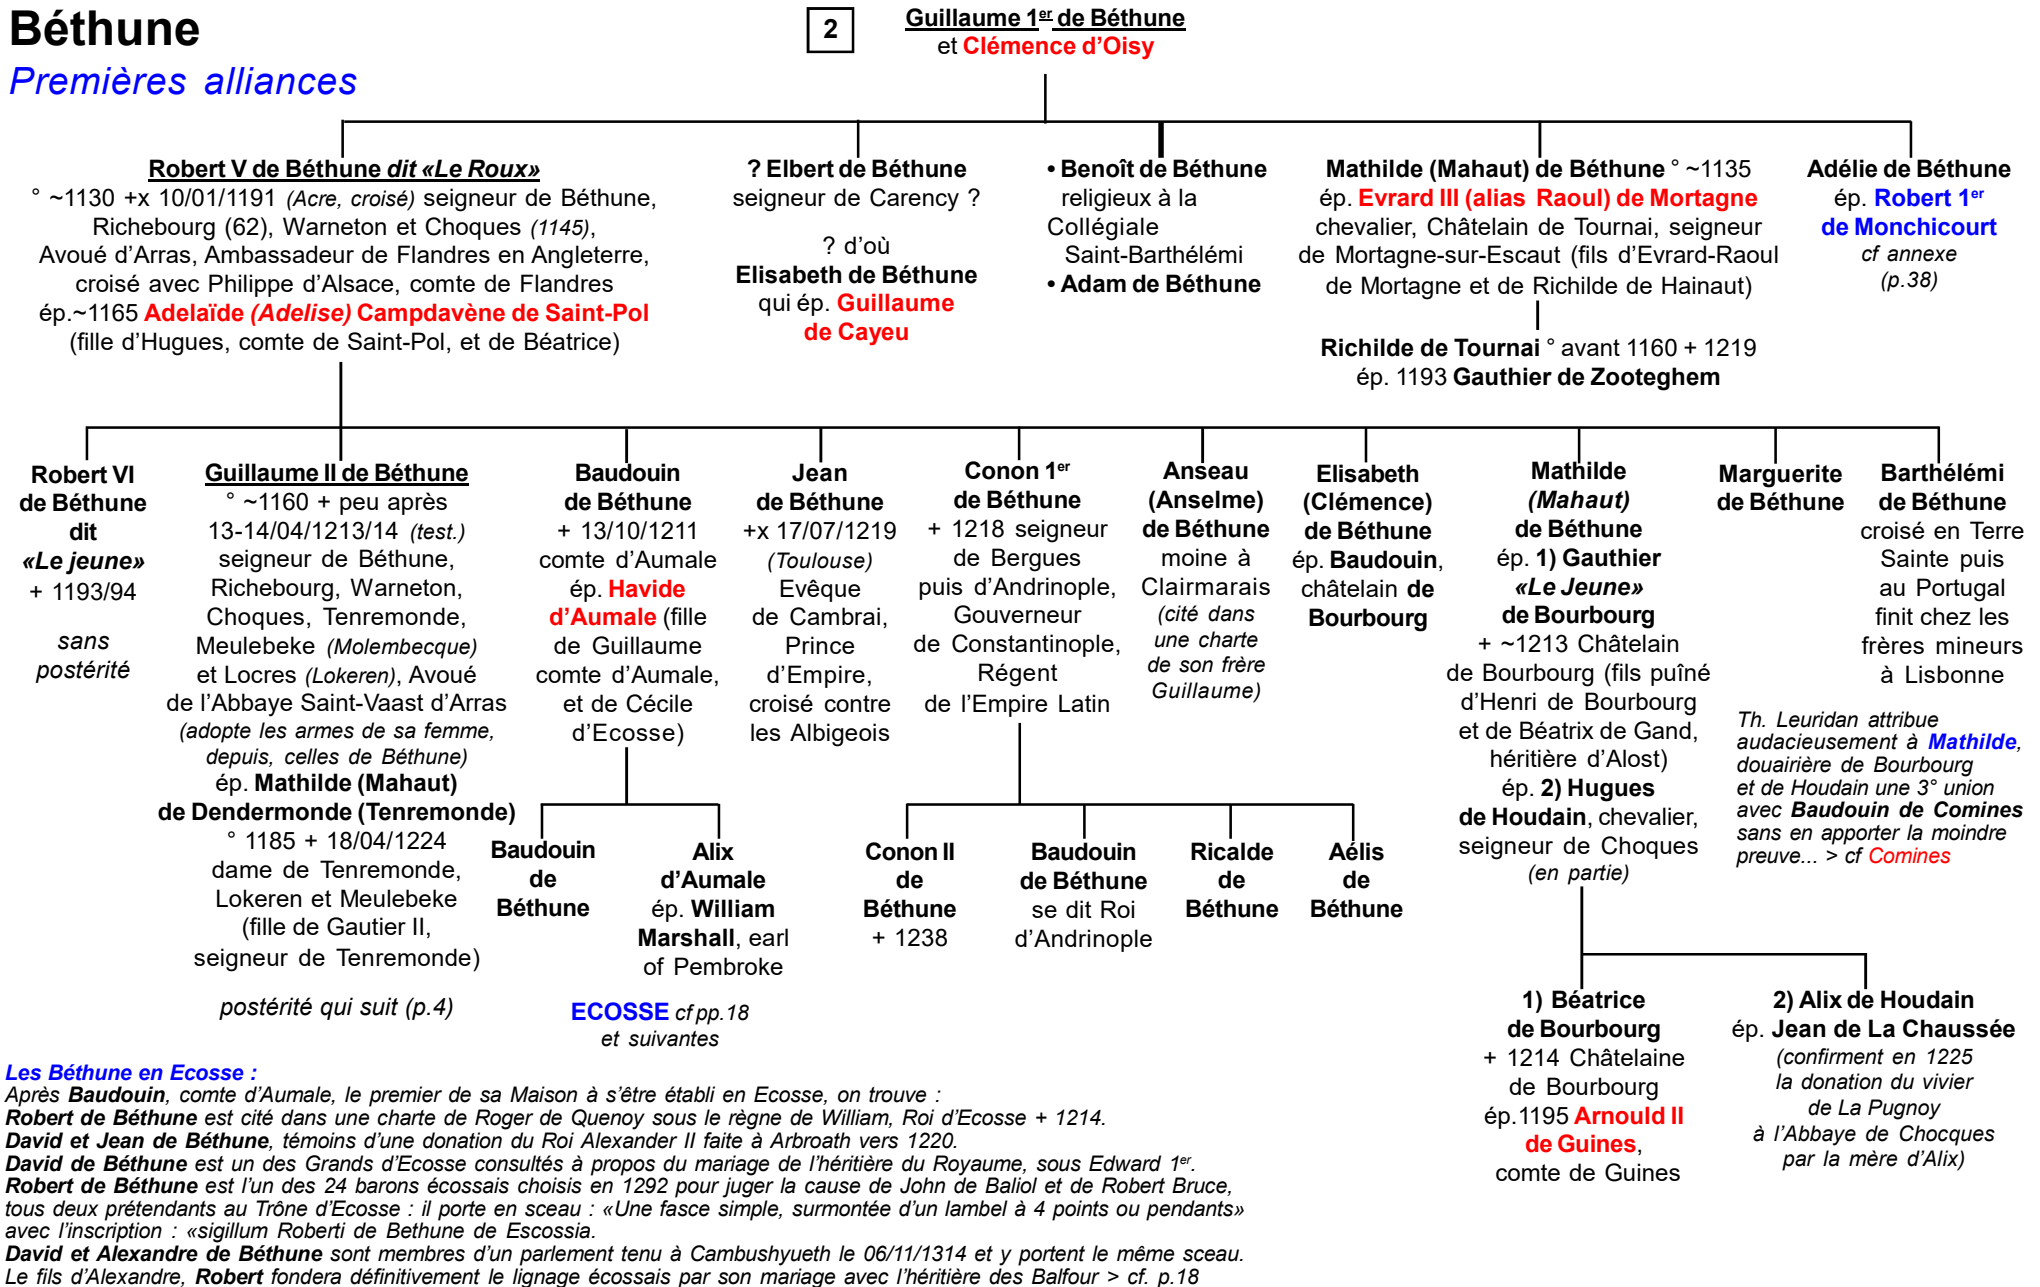 Béthune
Premières alliances
2
Guillaume 1er de Béthune
et Clémence d'Oisy
Robert V de Béthune dit «Le Roux»
° ~1130 +x 10/01/1191 (Acre, croisé) seigneur de Béthune,
Richebourg (62), Warneton et Choques (1145),
Avoué d'Arras, Ambassadeur de Flandres en Angleterre,
croisé avec Philippe d'Alsace, comte de Flandres
ép.~1165 Adelaïde (Adelise) Campdavène de Saint-Pol
(fille d'Hugues, comte de Saint-Pol, et de Béatrice)
? Elbert de Béthune
seigneur de Carency ?
? d'où
Elisabeth de Béthune
qui ép. Guillaume
de Cayeu
• Benoît de Béthune
religieux à la
Collégiale
Saint-Barthélémi
• Adam de Béthune
Mathilde (Mahaut) de Béthune ° ~1135
ép. Evrard III (alias Raoul) de Mortagne
chevalier, Châtelain de Tournai, seigneur
de Mortagne-sur-Escaut (fils d'Evrard-Raoul
de Mortagne et de Richilde de Hainaut)
Richilde de Tournai ° avant 1160 + 1219
ép. 1193 Gauthier de Zooteghem
Adélie de Béthune
ép. Robert 1er
de Monchicourt
cf annexe
(p.38)
Robert VI
de Béthune
dit
«Le jeune»
+ 1193/94
sans
postérité
Guillaume II de Béthune
° ~1160 + peu après
13-14/04/1213/14 (test.)
seigneur de Béthune,
Richebourg, Warneton,
Choques, Tenremonde,
Meulebeke (Molembecque)
et Locres (Lokeren), Avoué
de l'Abbaye Saint-Vaast d'Arras
(adopte les armes de sa femme,
depuis, celles de Béthune)
ép. Mathilde (Mahaut)
de Dendermonde (Tenremonde)
° 1185 + 18/04/1224
dame de Tenremonde,
Lokeren et Meulebeke
(fille de Gautier II,
seigneur de Tenremonde)
postérité qui suit (p.4)
Baudouin
de Béthune
+ 13/10/1211
comte d'Aumale
ép. Havide
d'Aumale (fille
de Guillaume
comte d'Aumale,
et de Cécile
d'Ecosse)
Jean
de Béthune
+x 17/07/1219
(Toulouse)
Evêque
de Cambrai,
Prince
d'Empire,
croisé contre
les Albigeois
Conon 1er
de Béthune
+ 1218 seigneur
de Bergues
puis d'Andrinople,
Gouverneur
de Constantinople,
Régent
de l'Empire Latin
Anseau
(Anselme)
de Béthune
moine à
Clairmarais
(cité dans
une charte
de son frère
Guillaume)
Elisabeth
(Clémence)
de Béthune
ép. Baudouin,
châtelain de
Bourbourg
Mathilde
(Mahaut)
de Béthune
ép. 1) Gauthier
«Le Jeune»
de Bourbourg
+ ~1213 Châtelain
de Bourbourg (fils puîné
d'Henri de Bourbourg
et de Béatrix de Gand,
héritière d'Alost)
ép. 2) Hugues
de Houdain, chevalier,
seigneur de Choques
(en partie)
Marguerite
de Béthune
Barthélémi
de Béthune
croisé en Terre
Sainte puis
au Portugal
finit chez les
frères mineurs
à Lisbonne
Th. Leuridan attribue
audacieusement à Mathilde,
douairière de Bourbourg
et de Houdain une 3° union
avec Baudouin de Comines
sans en apporter la moindre
preuve... > cf Comines
Baudouin
de
Béthune
Alix
d'Aumale
ép. William
Marshall, earl
of Pembroke
ECOSSE cf pp.18
et suivantes
Conon II
de
Béthune
+ 1238
Baudouin
de Béthune
se dit Roi
d'Andrinople
Ricalde
de
Béthune
Aélis
de
Béthune
1) Béatrice
de Bourbourg
+ 1214 Châtelaine
de Bourbourg
ép.1195 Arnould II
de Guines,
comte de Guines
2) Alix de Houdain
ép. Jean de La Chaussée
(confirment en 1225
la donation du vivier
de La Pugnoy
à l'Abbaye de Chocques
par la mère d'Alix)
Les Béthune en Ecosse :
Après Baudouin, comte d'Aumale, le premier de sa Maison à s'être établi en Ecosse, on trouve :
Robert de Béthune est cité dans une charte de Roger de Quenoy sous le règne de William, Roi d'Ecosse + 1214.
David et Jean de Béthune, témoins d'une donation du Roi Alexander II faite à Arbroath vers 1220.
David de Béthune est un des Grands d'Ecosse consultés à propos du mariage de l'héritière du Royaume, sous Edward 1er.
Robert de Béthune est l'un des 24 barons écossais choisis en 1292 pour juger la cause de John de Baliol et de Robert Bruce,
tous deux prétendants au Trône d'Ecosse : il porte en sceau : «Une fasce simple, surmontée d'un lambel à 4 points ou pendants»
avec l'inscription : «sigillum Roberti de Bethune de Escossia.
David et Alexandre de Béthune sont membres d'un parlement tenu à Cambushyueth le 06/11/1314 et y portent le même sceau.
Le fils d'Alexandre, Robert fondera définitivement le lignage écossais par son mariage avec l'héritière des Balfour > cf. p.18